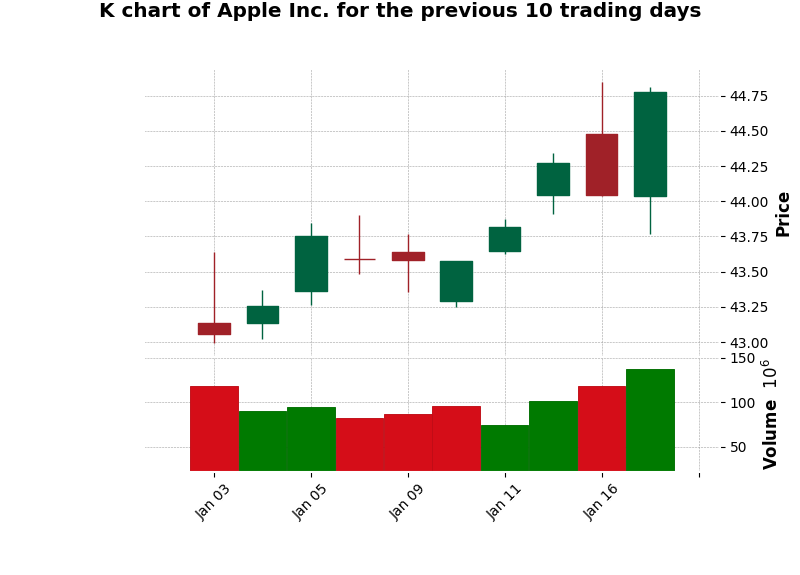 K chart of Apple Inc. for the previous 10 trading days
44.75
44.50
44.25
44.00
43.75
43.50
43.25
43.00
Price
150
100
50
Volume 10^6
Jan 03
Jan 05
Jan 09
Jan 11
Jan 16